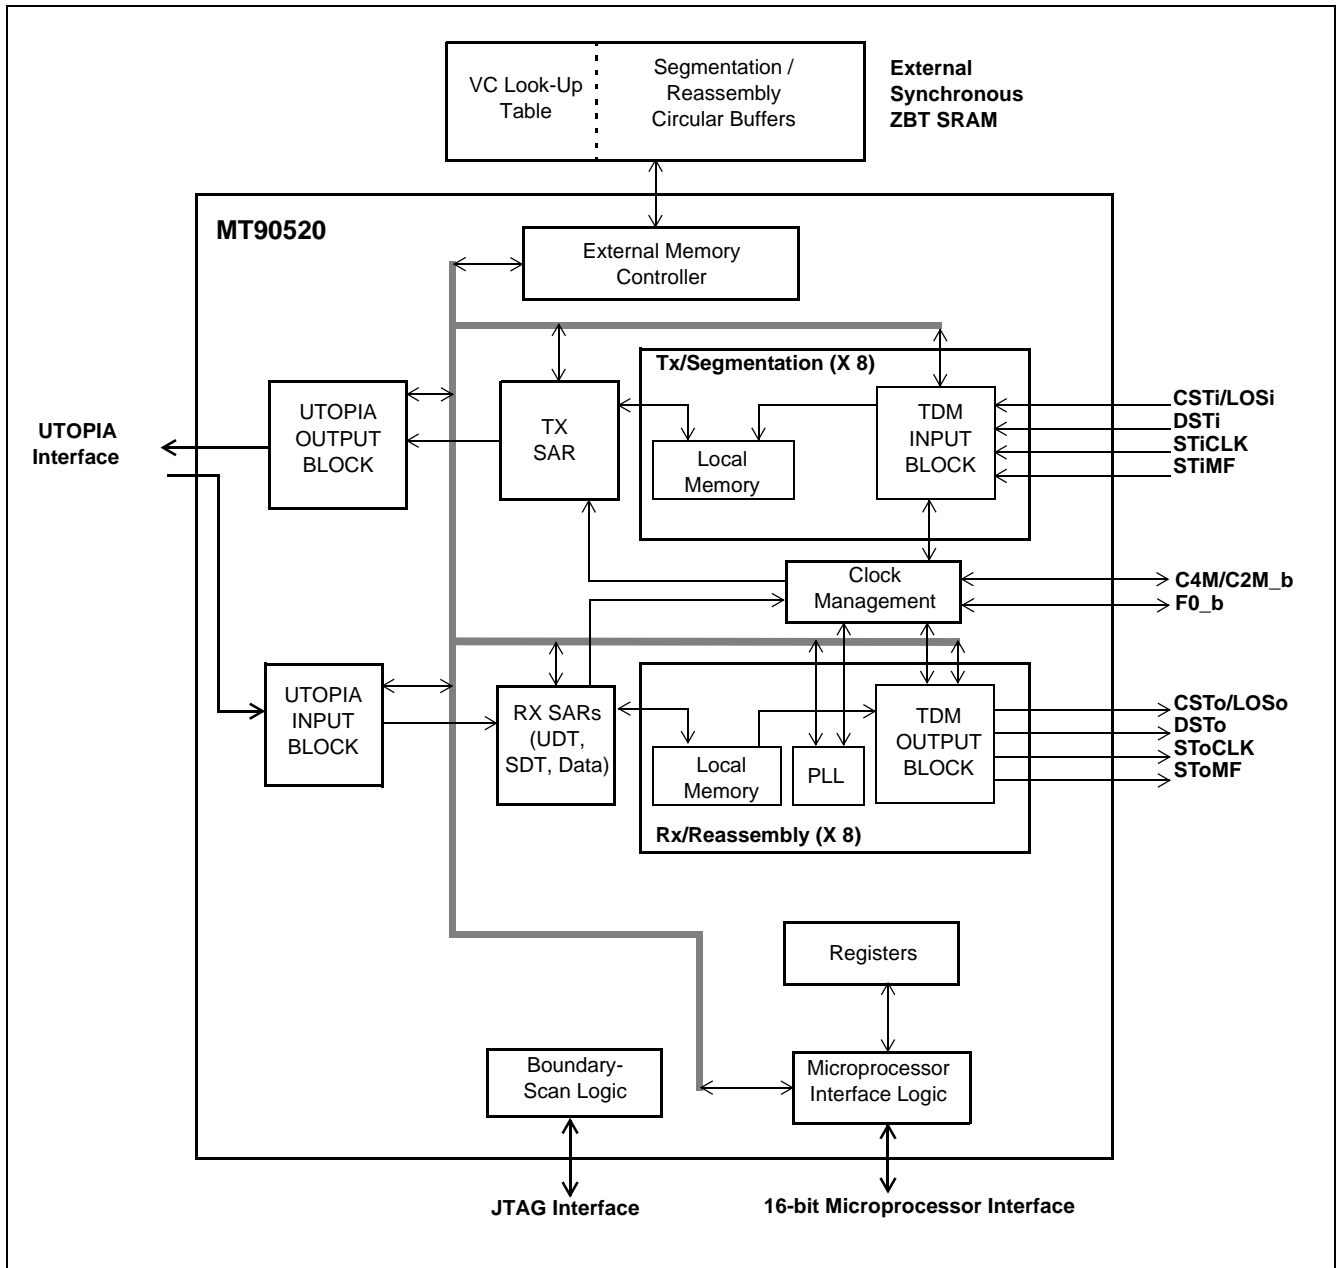 VC Look-Up
Table
Segmentation /
Reassembly
Circular Buffers
External
Synchronous
ZBT SRAM
MT90520
External Memory
Controller
Tx/Segmentation (X 8)
UTOPIA
OUTPUT
BLOCK
TX
SAR
Local
Memory
TDM
INPUT
BLOCK
CSTi/LOSi
DSTi
STiCLK
STiMF
UTOPIA
Interface
Clock
Management
C4M/C2M_b
F0_b
UTOPIA
INPUT
BLOCK
RX SARs
(UDT,
SDT, Data)
Local
Memory
PLL
TDM
OUTPUT
BLOCK
CSTo/LOSo
DSTo
SToCLK
SToMF
Rx/Reassembly (X 8)
Registers
Boundary-
Scan Logic
Microprocessor
Interface Logic
JTAG Interface
16-bit Microprocessor Interface